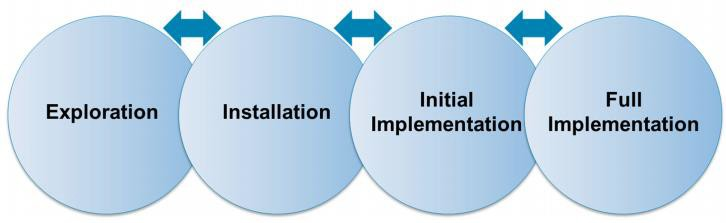 Exploration
Installation
Initial
Implementation
Full
Implementation